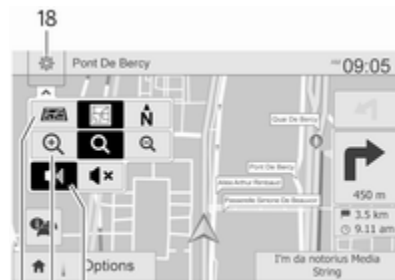 18
Pont De Bercy
09:05
N
Quai De Bercy
Pont De Bercy
Allée Arthur Rimbaud
Passerelle Simone De Beauvoir
450 m
3.5 km
9.11 am
Options
I'm da notorius Media
String